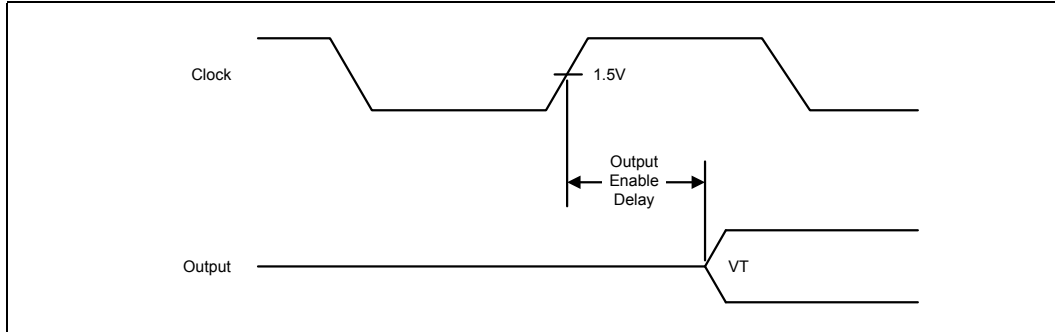 Clock
1.5V
Output
Enable
Delay
Output
VT